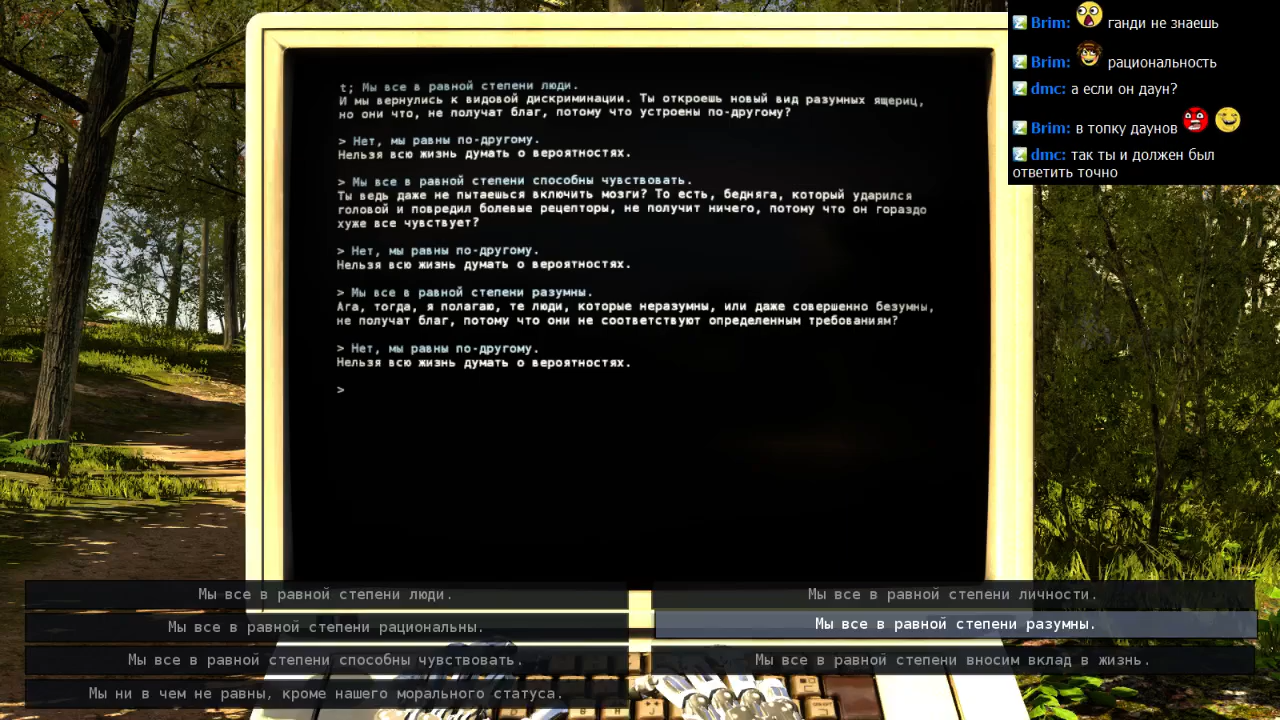 t; Мы все в равной степени люди.
И мы вернулись к видовой дискриминации. Ты откроешь новый вид разумных ящериц,
но они что, не получат благ, потому что устроены по-другому?
> Нет, мы равны по-другому.
Нельзя всю жизнь думать о вероятностях.
> Мы все в равной степени способны чувствовать.
Ты ведь даже не пытаешься включить мозги? То есть, бедняга, который ударился
головой и повредил болевые рецепторы, не получит ничего, потому что он гораздо
хуже все чувствует?
> Нет, мы равны по-другому.
Нельзя всю жизнь думать о вероятностях.
> Мы все в равной степени разумны.
Ага, тогда, я полагаю, те люди, которые неразумны, или даже совершенно безумны,
не получат благ, потому что они не соответствуют определенным требованиям?
> Нет, мы равны по-другому.
Нельзя всю жизнь думать о вероятностях.
>
Brim: ганди не знаешь
Brim: рациональность
dmc: а если он даун?
Brim: в топку даунов
dmc: так ты и должен был
ответить точно
Мы все в равной степени люди.
Мы все в равной степени личности.
Мы все в равной степени рациональны.
Мы все в равной степени разумны.
Мы все в равной степени способны чувствовать.
Мы все в равной степени вносим вклад в жизнь.
Мы ни в чем не равны, кроме нашего морального статуса.